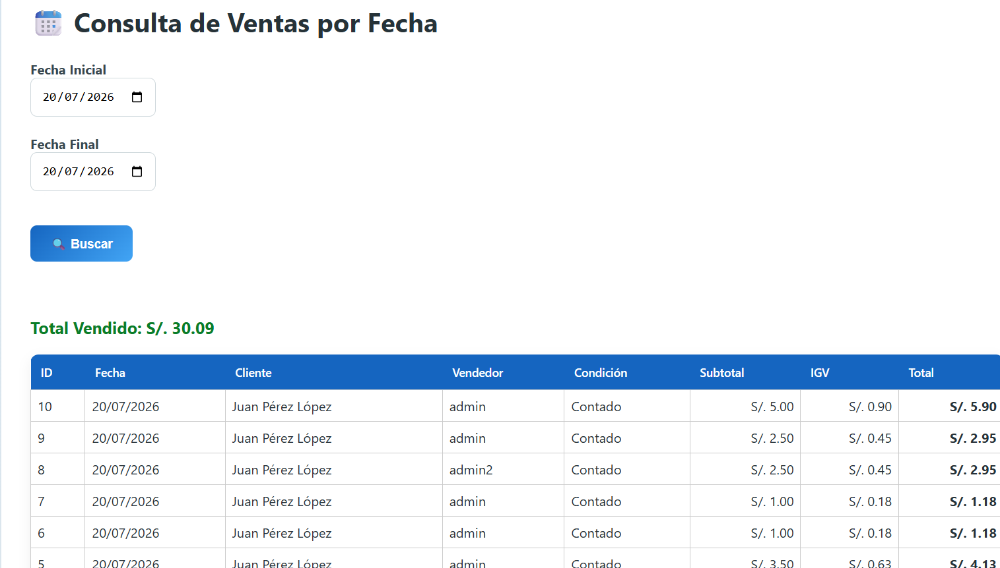 Consulta de Ventas por Fecha
Fecha Inicial
20/07/2026
Fecha Final
20/07/2026
Buscar
Total Vendido: S/. 30.09
ID Fecha Cliente Vendedor Condición Subtotal IGV Total
10 20/07/2026 Juan Pérez López admin Contado S/. 5.00 S/. 0.90 S/. 5.90
9 20/07/2026 Juan Pérez López admin Contado S/. 2.50 S/. 0.45 S/. 2.95
8 20/07/2026 Juan Pérez López admin2 Contado S/. 2.50 S/. 0.45 S/. 2.95
7 20/07/2026 Juan Pérez López admin Contado S/. 1.00 S/. 0.18 S/. 1.18
6 20/07/2026 Juan Pérez López admin Contado S/. 1.00 S/. 0.18 S/. 1.18
5 20/07/2026 Juan Pérez López admin Contado S/. 3.50 S/. 0.63 S/. 4.13